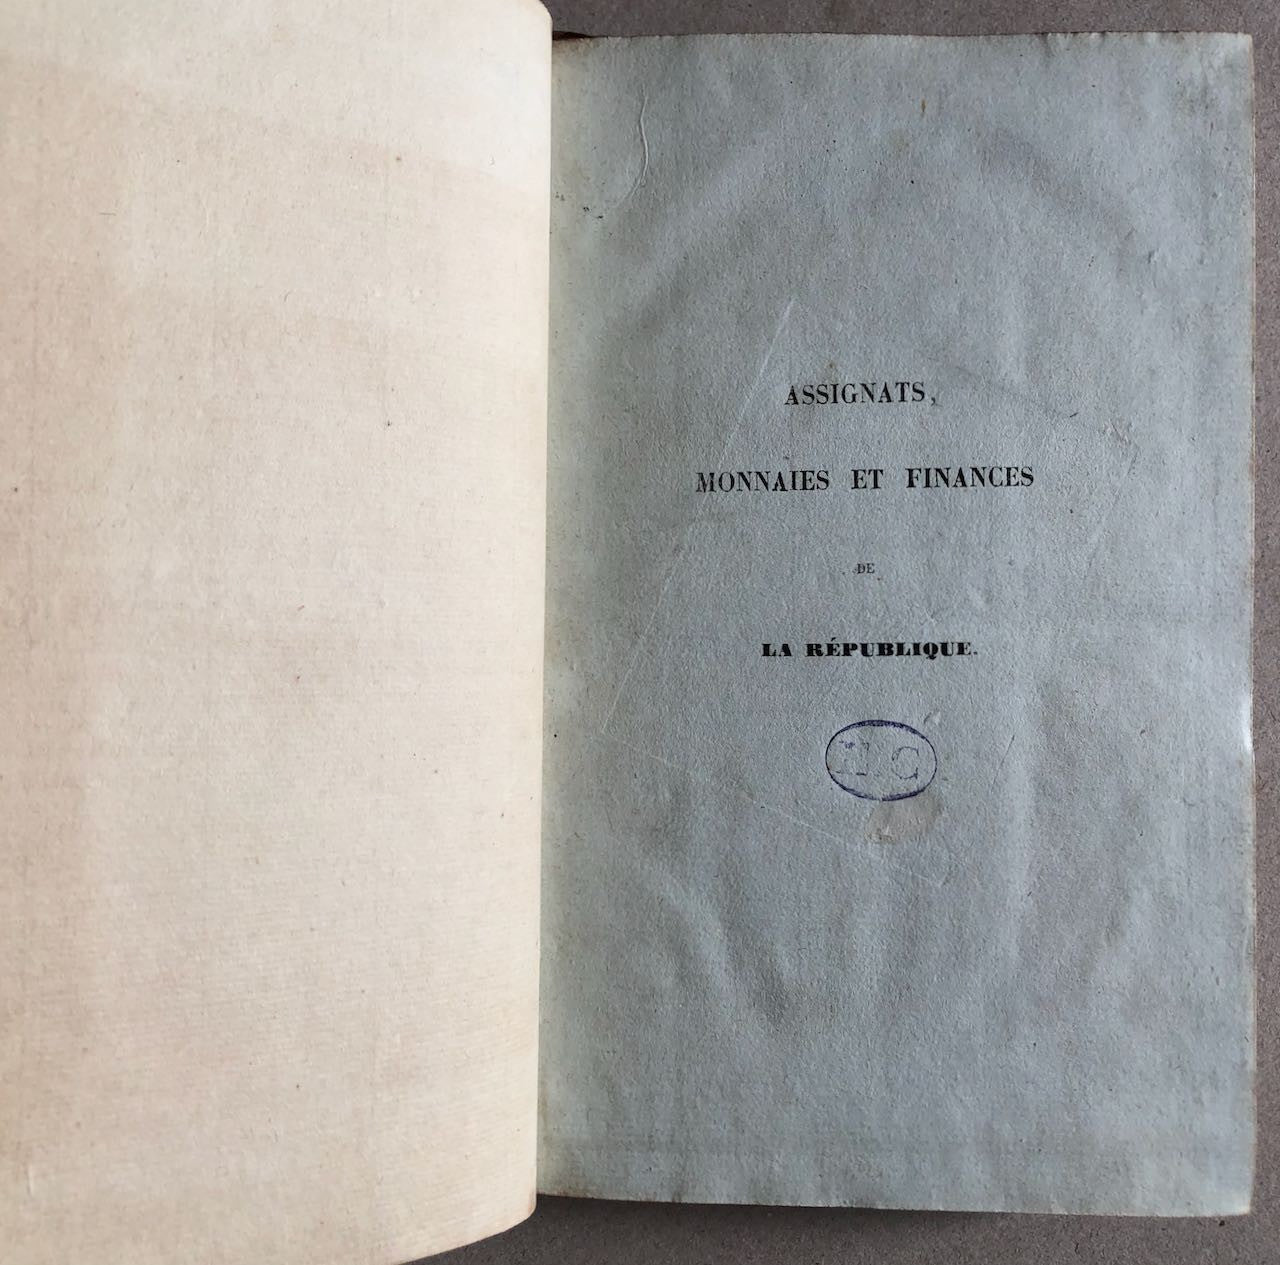 ASSIGNATS,
MONNAIES ET FINANCES
DE
LA RÉPUBLIQUE.